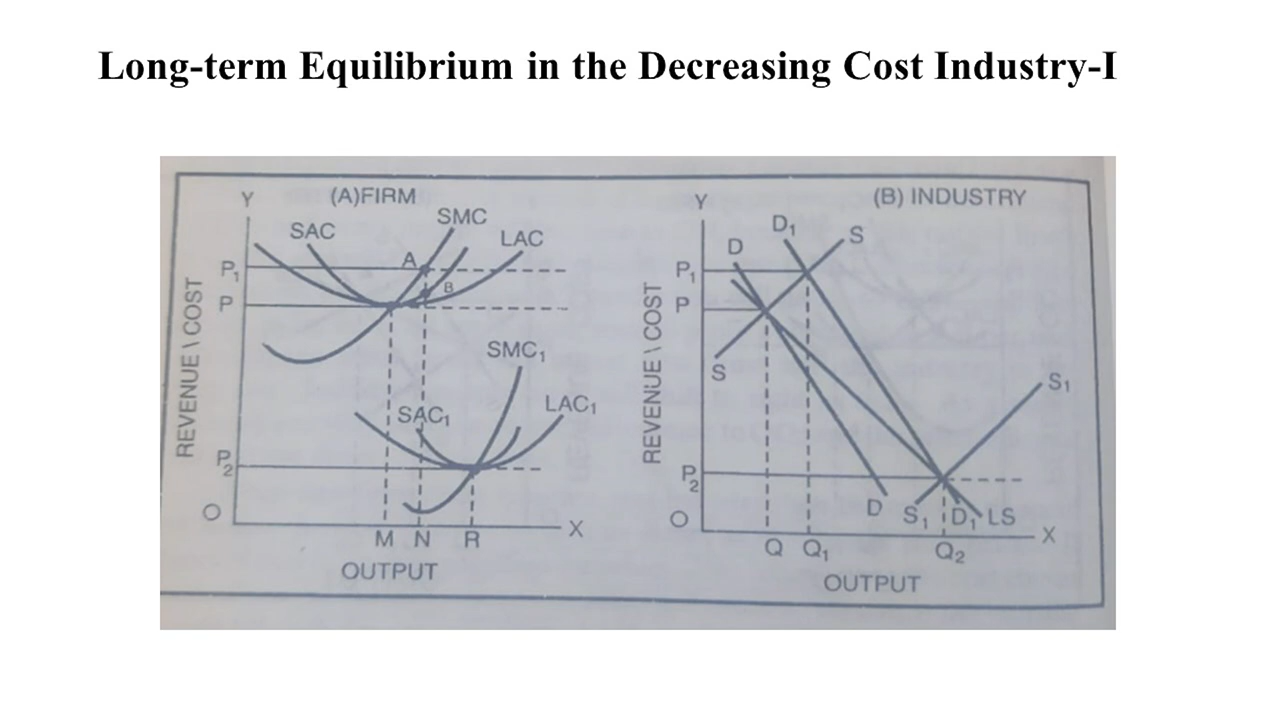 Long-term Equilibrium in the Decreasing Cost Industry-I
(A)FIRM
Y
SMC
SAC
LAC
A
P₁
B
P
REVENUE \ COST
SMC₁
SAC₁
LAC₁
P₂
O
M N R
X
OUTPUT
(B) INDUSTRY
Y
D₁
S
D
P₁
P
REVENUE \ COST
S
S₁
P₂
D S₁ D₁ LS
O
X
Q Q₁ Q₂
OUTPUT